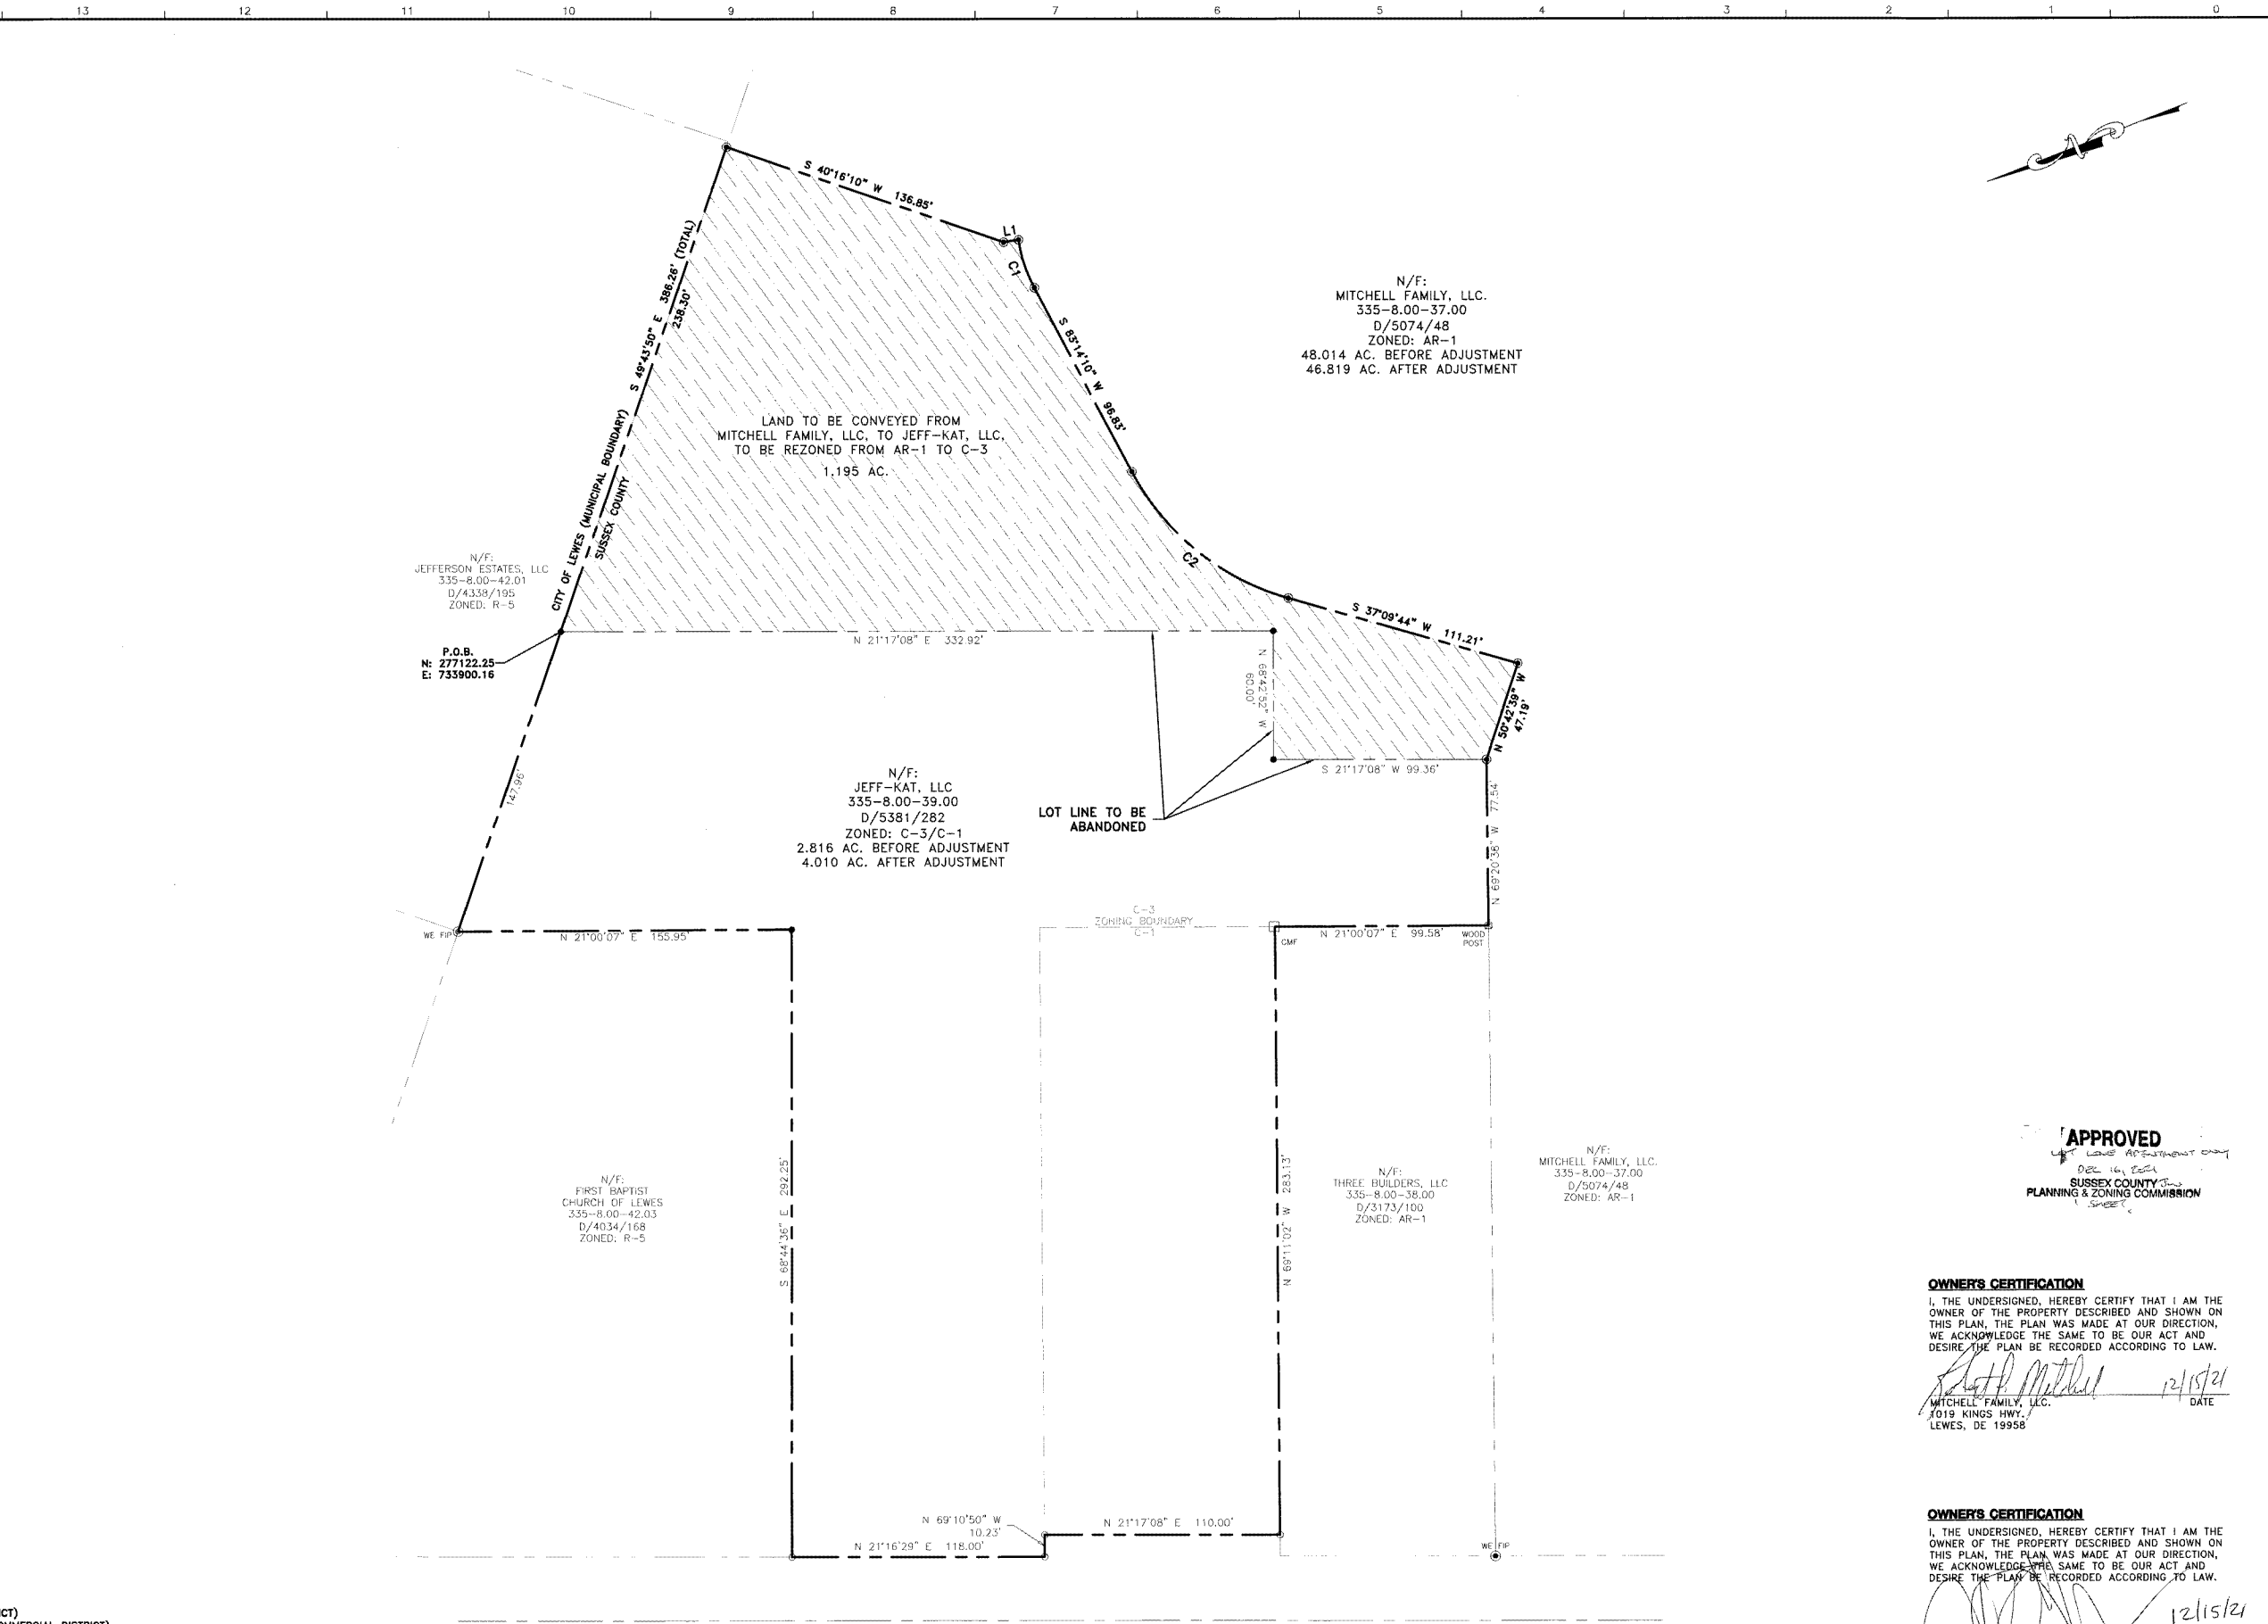 13 12 11 10 9 8 7 6 5 4 3 2 1 0
S 40°16'10" W 136.85'
L1
C1
S 49°43'50" E 386.26' (TOTAL)
238.30'
S 83°14'10" W 96.83'
N/F:
MITCHELL FAMILY, LLC.
335-8.00-37.00
D/5074/48
ZONED: AR-1
48.014 AC. BEFORE ADJUSTMENT
46.819 AC. AFTER ADJUSTMENT
LAND TO BE CONVEYED FROM
MITCHELL FAMILY, LLC, TO JEFF-KAT, LLC,
TO BE REZONED FROM AR-1 TO C-3
1.195 AC.
CITY OF LEWES (MUNICIPAL BOUNDARY)
SUSSEX COUNTY
C2
N/F:
JEFFERSON ESTATES, LLC
335-8.00-42.01
D/4338/195
ZONED: R-5
P.O.B.
N: 277122.25
E: 733900.16
N 21°17'08" E 332.92'
S 37°09'44" W 111.21'
N 68°42'52" W
60.00'
N 50°42'39" W
47.19'
S 21°17'08" W 99.36'
147.96'
N/F:
JEFF-KAT, LLC
335-8.00-39.00
D/5381/282
ZONED: C-3/C-1
2.816 AC. BEFORE ADJUSTMENT
4.010 AC. AFTER ADJUSTMENT
LOT LINE TO BE
ABANDONED
N 69°20'36" W 77.54'
WE FIP
N 21°00'07" E 155.95'
C-3
ZONING BOUNDARY
C-1
CMF
N 21°00'07" E 99.58'
WOOD
POST
S 68°44'36" E 292.25'
N 69°11'02" W 283.13'
N/F:
FIRST BAPTIST
CHURCH OF LEWES
335-8.00-42.03
D/4034/168
ZONED: R-5
N/F:
THREE BUILDERS, LLC
335-8.00-38.00
D/3173/100
ZONED: AR-1
N/F:
MITCHELL FAMILY, LLC.
335-8.00-37.00
D/5074/48
ZONED: AR-1
APPROVED
LOT LINE ADJUSTMENT ONLY
DEC 16, 2021
SUSSEX COUNTY
PLANNING & ZONING COMMISSION
1 SHEET
OWNER'S CERTIFICATION
I, THE UNDERSIGNED, HEREBY CERTIFY THAT I AM THE
OWNER OF THE PROPERTY DESCRIBED AND SHOWN ON
THIS PLAN, THE PLAN WAS MADE AT OUR DIRECTION,
WE ACKNOWLEDGE THE SAME TO BE OUR ACT AND
DESIRE THE PLAN BE RECORDED ACCORDING TO LAW.
12/15/21
MITCHELL FAMILY, LLC. DATE
1019 KINGS HWY.
LEWES, DE 19958
N 69°10'50" W
10.23'
N 21°17'08" E 110.00'
N 21°16'29" E 118.00'
WE FIP
OWNER'S CERTIFICATION
I, THE UNDERSIGNED, HEREBY CERTIFY THAT I AM THE
OWNER OF THE PROPERTY DESCRIBED AND SHOWN ON
THIS PLAN, THE PLAN WAS MADE AT OUR DIRECTION,
WE ACKNOWLEDGE THE SAME TO BE OUR ACT AND
DESIRE THE PLAN BE RECORDED ACCORDING TO LAW.
12/15/21